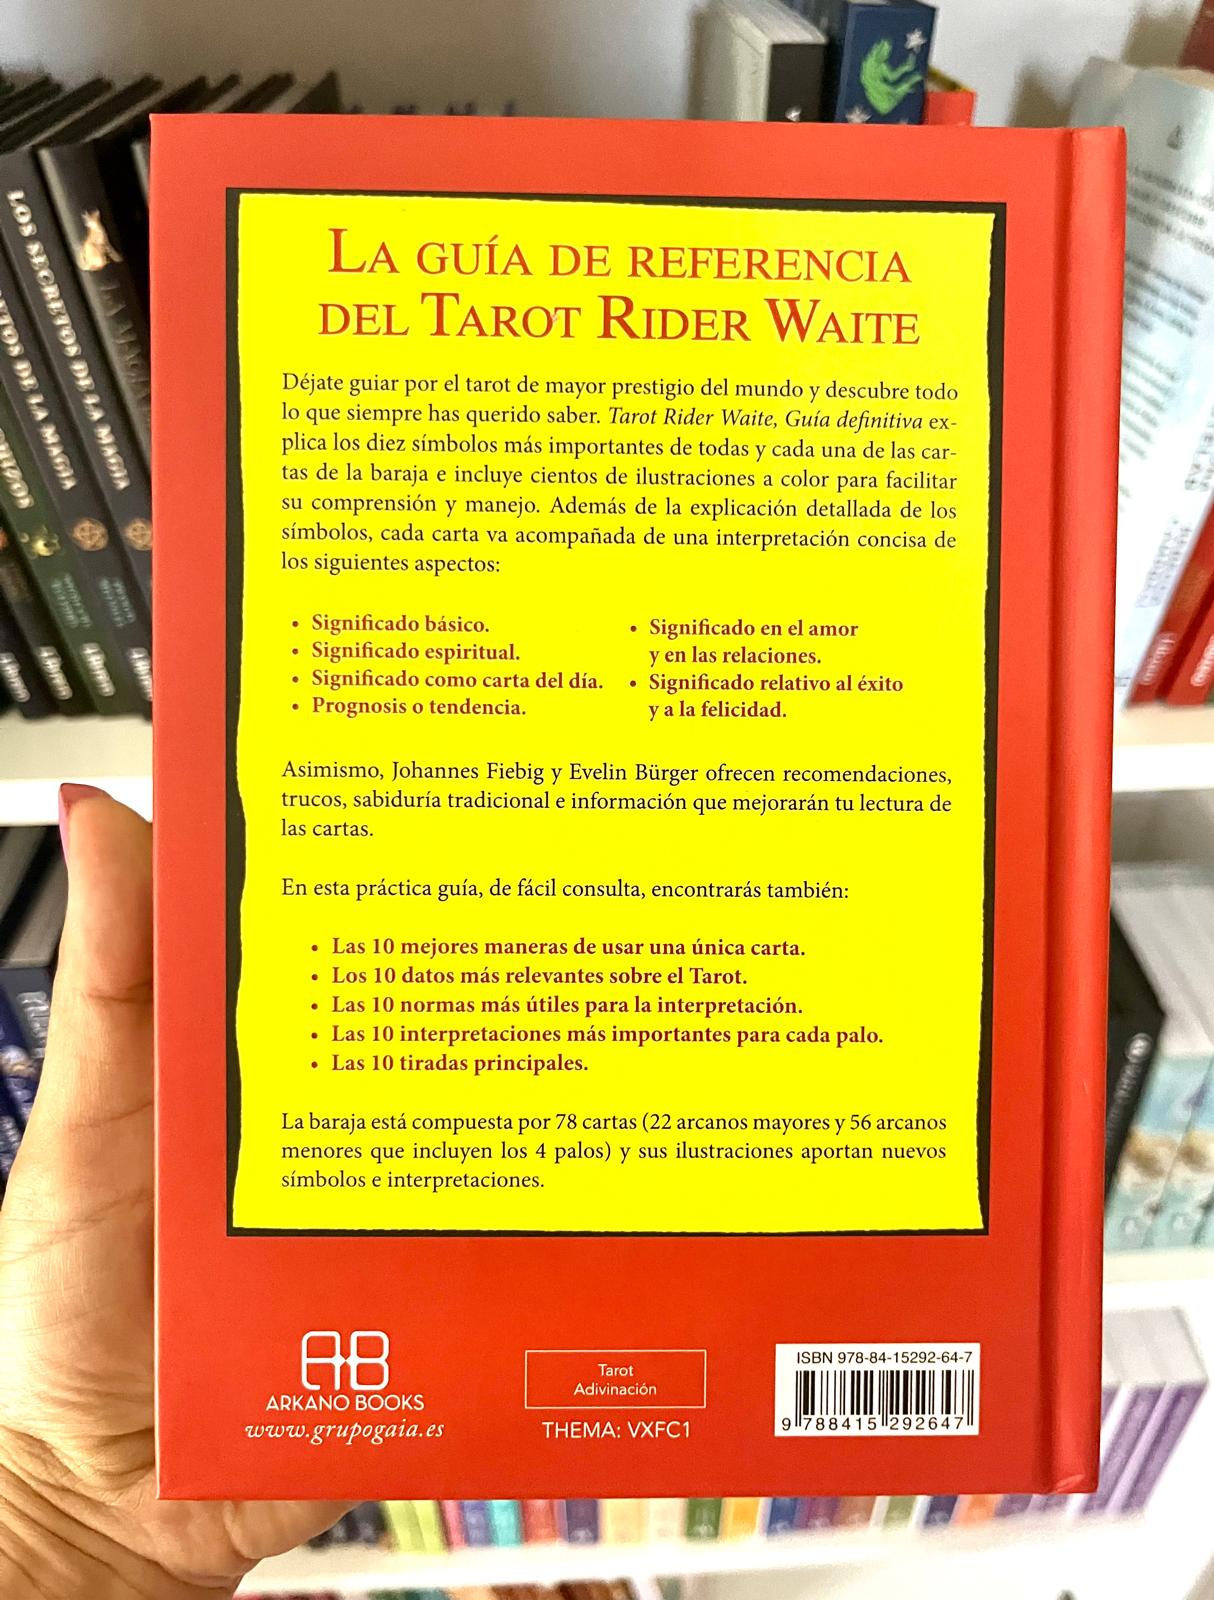 LA GUÍA DE REFERENCIA
DEL TAROT RIDER WAITE
Déjate guiar por el tarot de mayor prestigio del mundo y descubre todo
lo que siempre has querido saber. Tarot Rider Waite, Guía definitiva ex-
plica los diez símbolos más importantes de todas y cada una de las car-
tas de la baraja e incluye cientos de ilustraciones a color para facilitar
su comprensión y manejo. Además de la explicación detallada de los
símbolos, cada carta va acompañada de una interpretación concisa de
los siguientes aspectos:
• Significado básico.
• Significado espiritual.
• Significado como carta del día.
• Prognosis o tendencia.
• Significado en el amor
y en las relaciones.
• Significado relativo al éxito
y a la felicidad.
Asimismo, Johannes Fiebig y Evelin Bürger ofrecen recomendaciones,
trucos, sabiduría tradicional e información que mejorarán tu lectura de
las cartas.
En esta práctica guía, de fácil consulta, encontrarás también:
• Las 10 mejores maneras de usar una única carta.
• Los 10 datos más relevantes sobre el Tarot.
• Las 10 normas más útiles para la interpretación.
• Las 10 interpretaciones más importantes para cada palo.
• Las 10 tiradas principales.
La baraja está compuesta por 78 cartas (22 arcanos mayores y 56 arcanos
menores que incluyen los 4 palos) y sus ilustraciones aportan nuevos
símbolos e interpretaciones.
AB
ARKANO BOOKS
www.grupogaia.es
Tarot
Adivinación
THEMA: VXFC1
ISBN 978-84-15292-64-7
9 788415 292647
LOS SECRETOS DE LA MAGIA
LA MAGIA